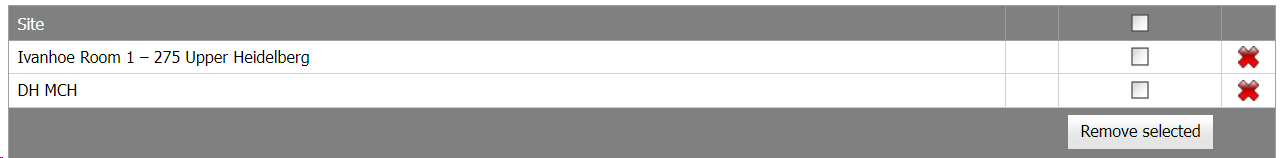 Site
Ivanhoe Room 1 – 275 Upper Heidelberg
DH MCH
Remove selected